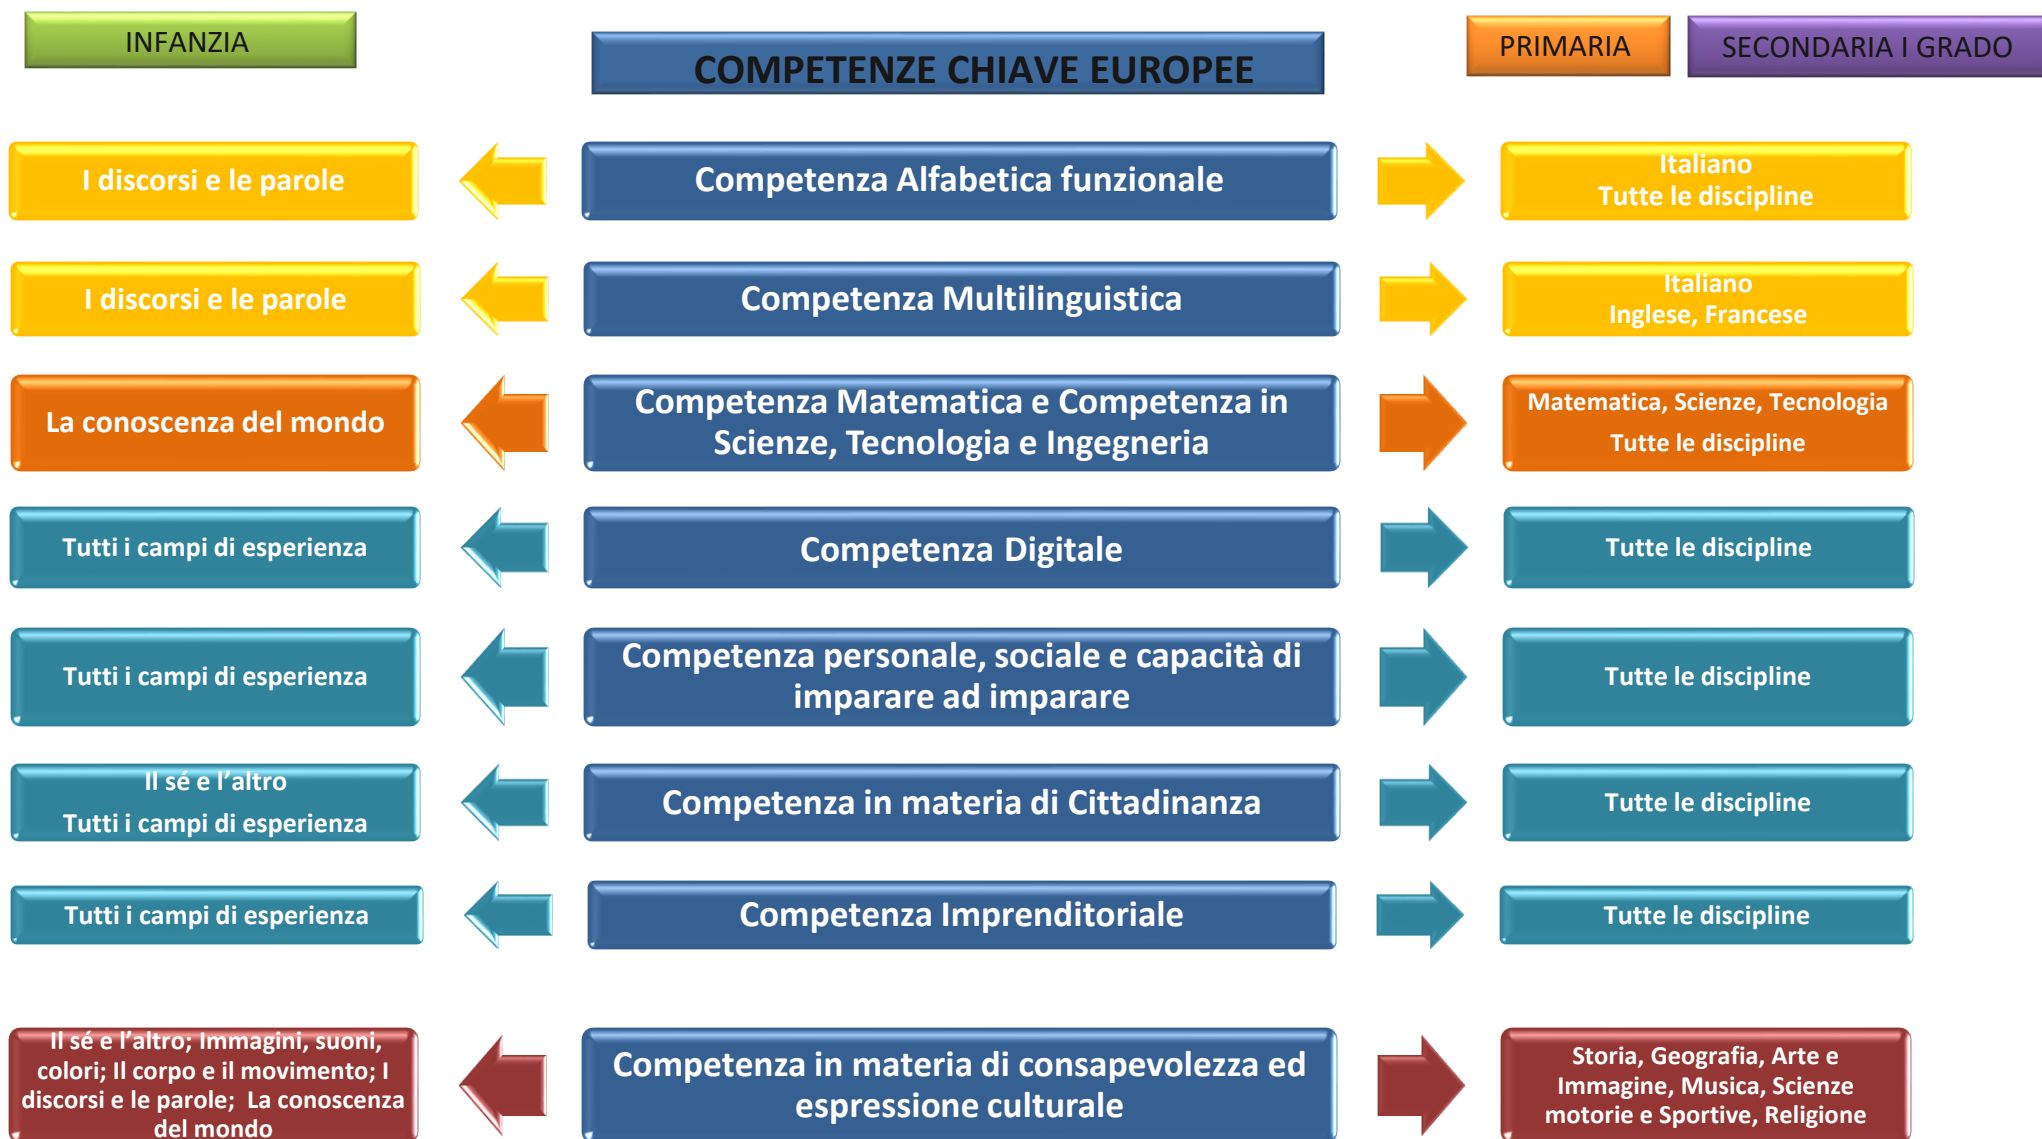 INFANZIA
COMPETENZE CHIAVE EUROPEE
PRIMARIA
SECONDARIA I GRADO
I discorsi e le parole
Competenza Alfabetica funzionale
Italiano
Tutte le discipline
I discorsi e le parole
Competenza Multilinguistica
Italiano
Inglese, Francese
La conoscenza del mondo
Competenza Matematica e Competenza in
Scienze, Tecnologia e Ingegneria
Matematica, Scienze, Tecnologia
Tutte le discipline
Tutti i campi di esperienza
Competenza Digitale
Tutte le discipline
Tutti i campi di esperienza
Competenza personale, sociale e capacità di
imparare ad imparare
Tutte le discipline
Il sé e l’altro
Tutti i campi di esperienza
Competenza in materia di Cittadinanza
Tutte le discipline
Tutti i campi di esperienza
Competenza Imprenditoriale
Tutte le discipline
Il sé e l’altro; Immagini, suoni,
colori; Il corpo e il movimento; I
discorsi e le parole; La conoscenza
del mondo
Competenza in materia di consapevolezza ed
espressione culturale
Storia, Geografia, Arte e
Immagine, Musica, Scienze
motorie e Sportive, Religione